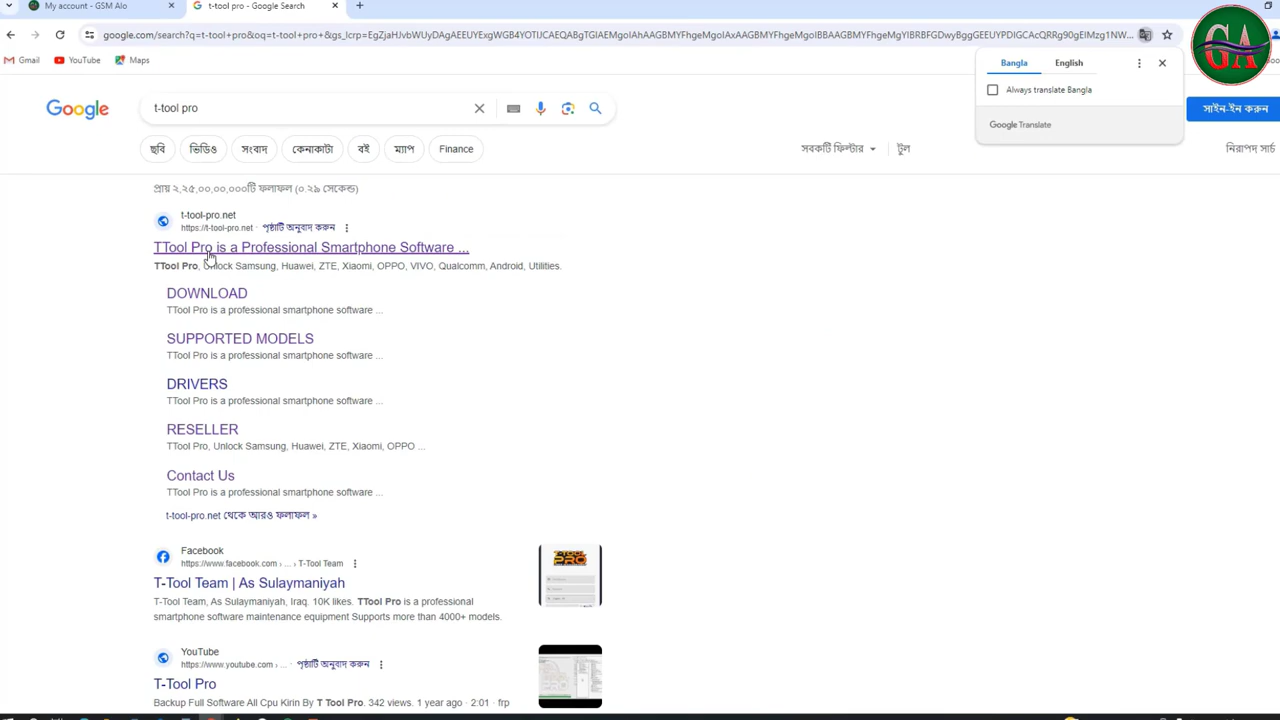 My account - GSM Alo
t-tool pro - Google Search
google.com/search?q=t-tool+pro&oq=t-tool+pro+&gs_lcrp=
Gmail
YouTube
Maps
GA
Bangla
English
Always translate Bangla
Google Translate
Google
t-tool pro
সাইন-ইন করুন
ছবি
ভিডিও
সংবাদ
কেনাকাটা
বই
ম্যাপ
Finance
সবকটি ফিল্টার
টুল
নিরাপদ সার্চ
প্রায় ২,২৫,০০,০০,০০০টি ফলাফল (০.২৯ সেকেন্ড)
t-tool-pro.net
https://t-tool-pro.net · পৃষ্ঠাটি অনুবাদ করুন
TTool Pro is a Professional Smartphone Software ...
TTool Pro, Unlock Samsung, Huawei, ZTE, Xiaomi, OPPO, VIVO, Qualcomm, Android, Utilities.
DOWNLOAD
TTool Pro is a professional smartphone software ...
SUPPORTED MODELS
TTool Pro is a professional smartphone software ...
DRIVERS
TTool Pro is a professional smartphone software ...
RESELLER
TTool Pro, Unlock Samsung, Huawei, ZTE, Xiaomi, OPPO ...
Contact Us
TTool Pro is a professional smartphone software ...
t-tool-pro.net থেকে আরও ফলাফল »
Facebook
https://www.facebook.com › ... › T-Tool Team
T-Tool Team | As Sulaymaniyah
T-Tool Team, As Sulaymaniyah, Iraq. 10K likes. TTool Pro is a professional
smartphone software maintenance equipment Supports more than 4000+ models.
T-TOOL
PRO
YouTube
https://www.youtube.com › ... · পৃষ্ঠাটি অনুবাদ করুন
T-Tool Pro
Backup Full Software All Cpu Kirin By T Tool Pro. 342 views. 1 year ago · 2:01 · frp